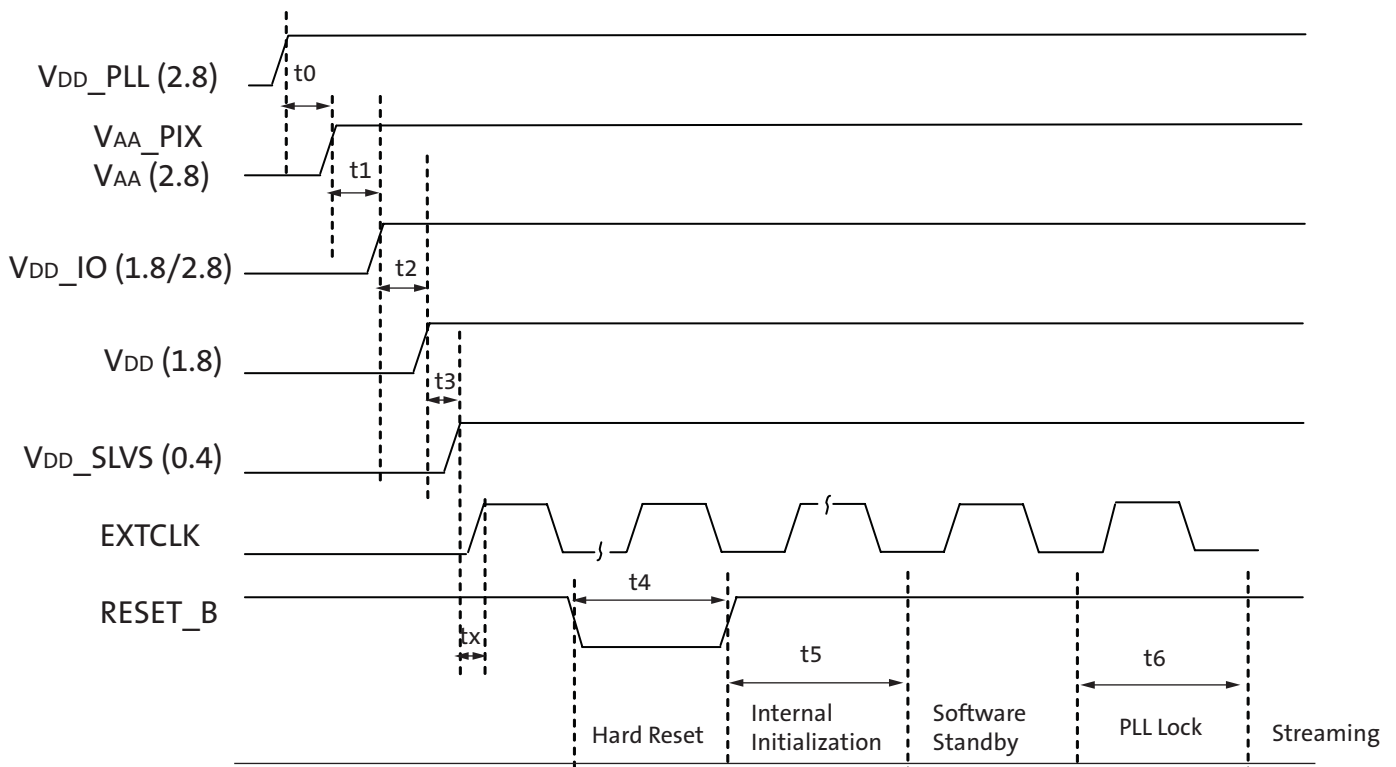 VDD_PLL (2.8)
t0
VAA_PIX
VAA (2.8)
t1
VDD_IO (1.8/2.8)
t2
VDD (1.8)
t3
VDD_SLVS (0.4)
EXTCLK
t4
RESET_B
tx
t5
t6
Hard Reset
Internal
Initialization
Software
Standby
PLL Lock
Streaming